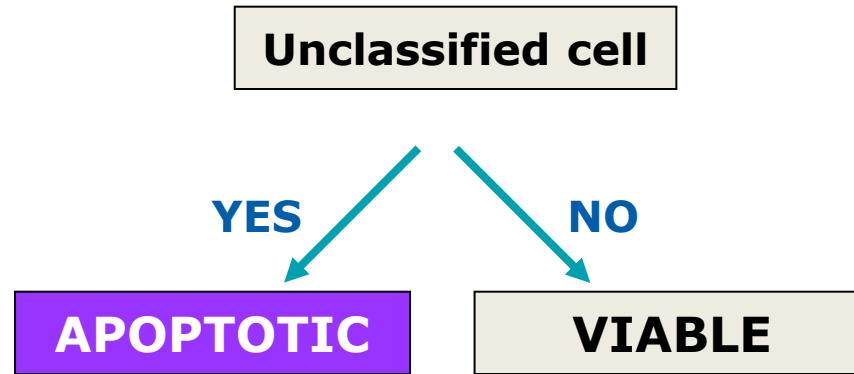 Unclassified cell
YES NO
APOPTOTIC VIABLE